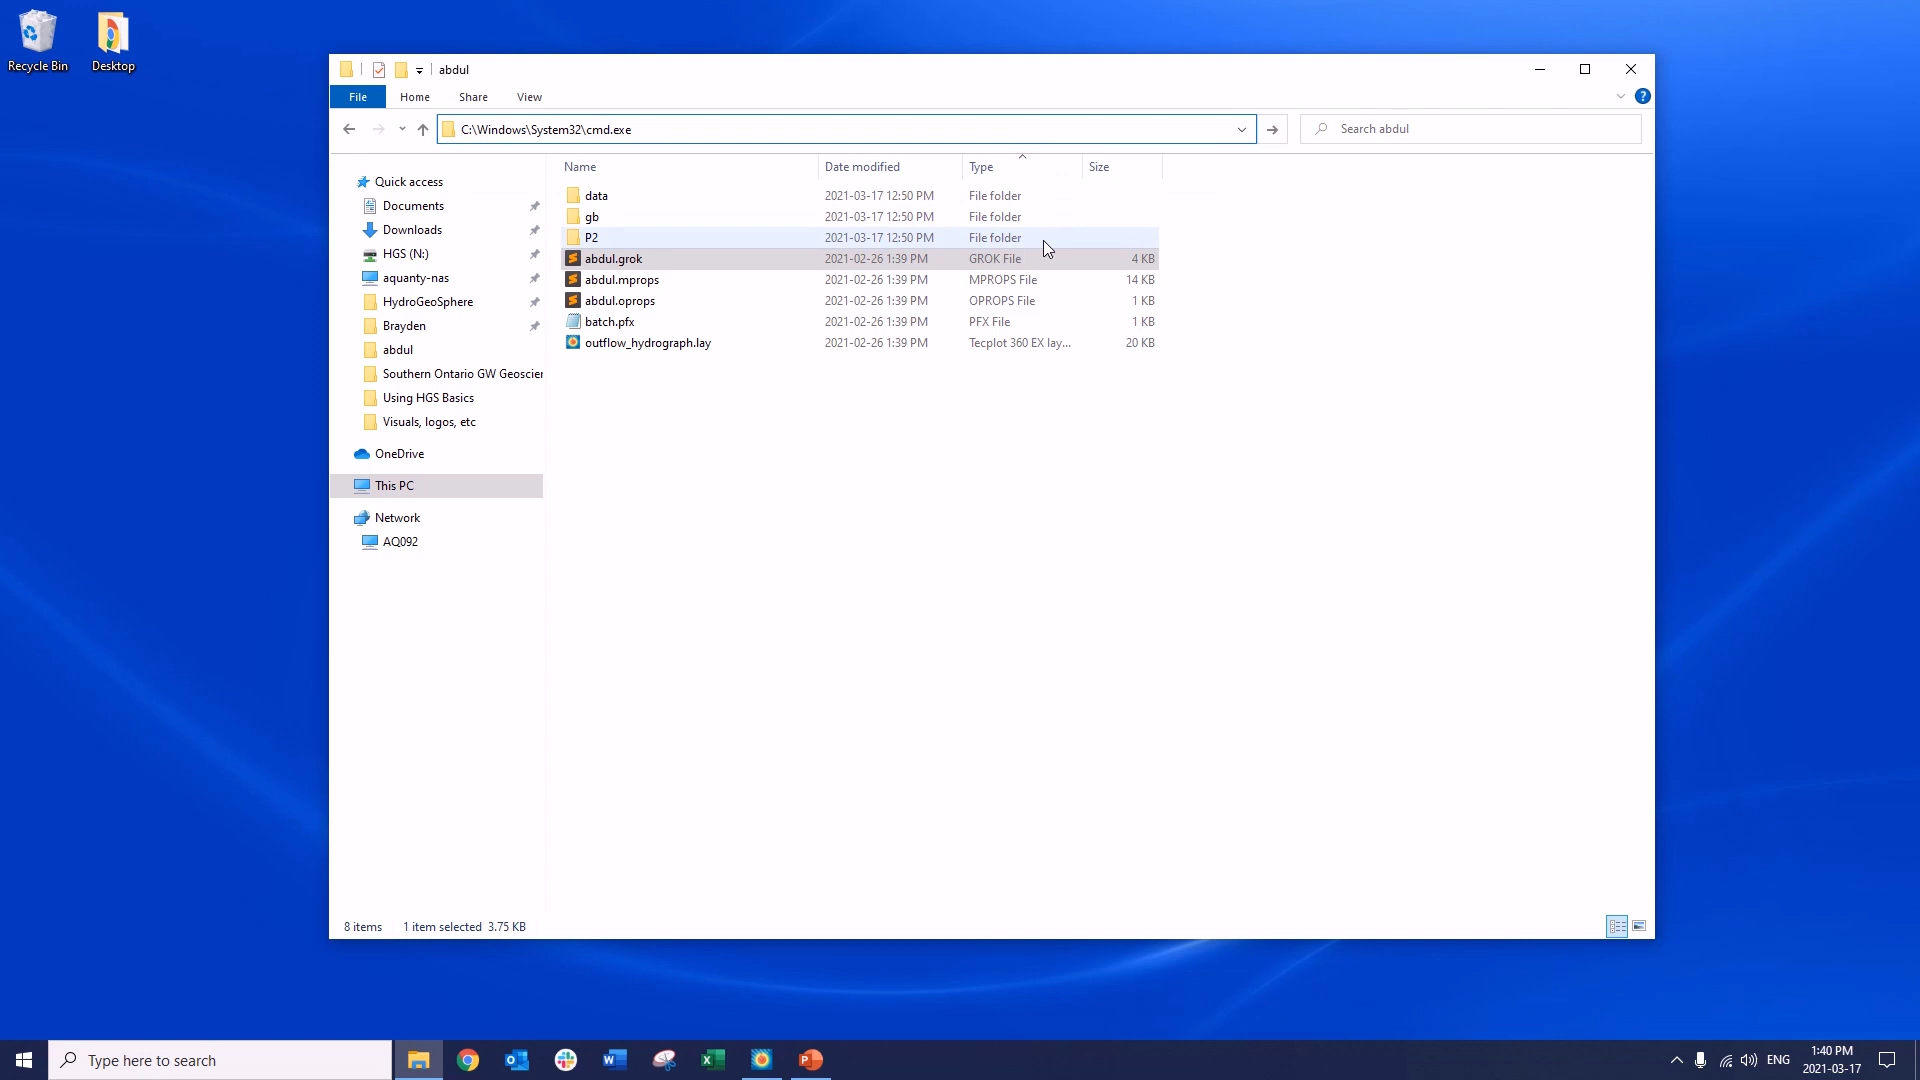 Recycle Bin
Desktop
abdul
File
Home
Share
View
C:\Windows\System32\cmd.exe
Search abdul
Name
Date modified
Type
Size
Quick access
Documents
Downloads
HGS (N:)
aquanty-nas
HydroGeoSphere
Brayden
abdul
Southern Ontario GW Geoscien
Using HGS Basics
Visuals, logos, etc
OneDrive
This PC
Network
AQ092
data 2021-03-17 12:50 PM File folder
gb 2021-03-17 12:50 PM File folder
P2 2021-03-17 12:50 PM File folder
abdul.grok 2021-02-26 1:39 PM GROK File 4 KB
abdul.mprops 2021-02-26 1:39 PM MPROPS File 14 KB
abdul.oprops 2021-02-26 1:39 PM OPROPS File 1 KB
batch.pfx 2021-02-26 1:39 PM PFX File 1 KB
outflow_hydrograph.lay 2021-02-26 1:39 PM Tecplot 360 EX lay... 20 KB
8 items 1 item selected 3.75 KB
Type here to search
ENG
1:40 PM
2021-03-17